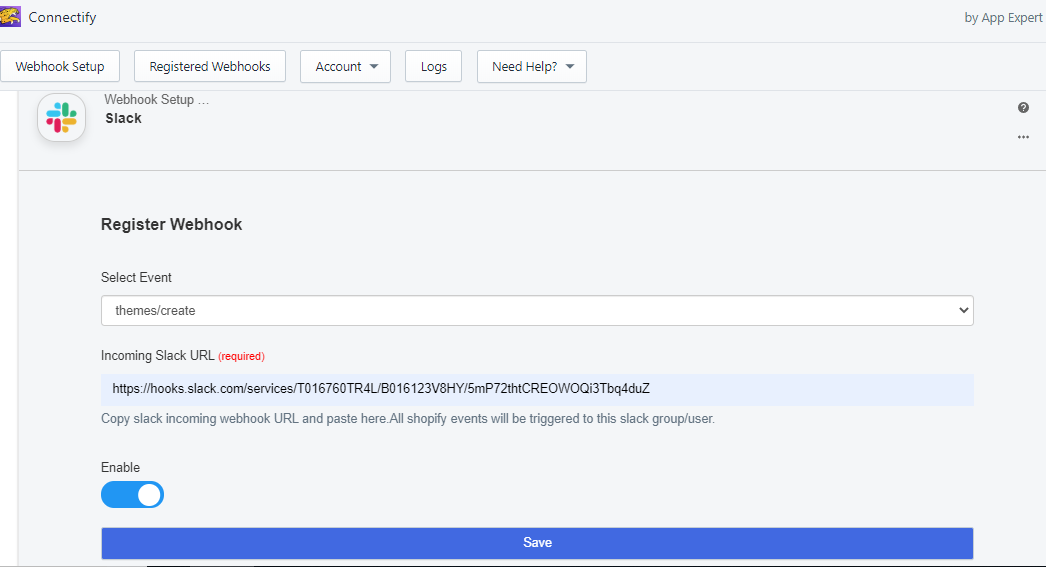 Connectify
by App Expert
Webhook Setup
Registered Webhooks
Account
Logs
Need Help?
Webhook Setup ...
Slack
Register Webhook
Select Event
themes/create
Incoming Slack URL (required)
https://hooks.slack.com/services/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
Copy slack incoming webhook URL and paste here.All shopify events will be triggered to this slack group/user.
Enable
Save